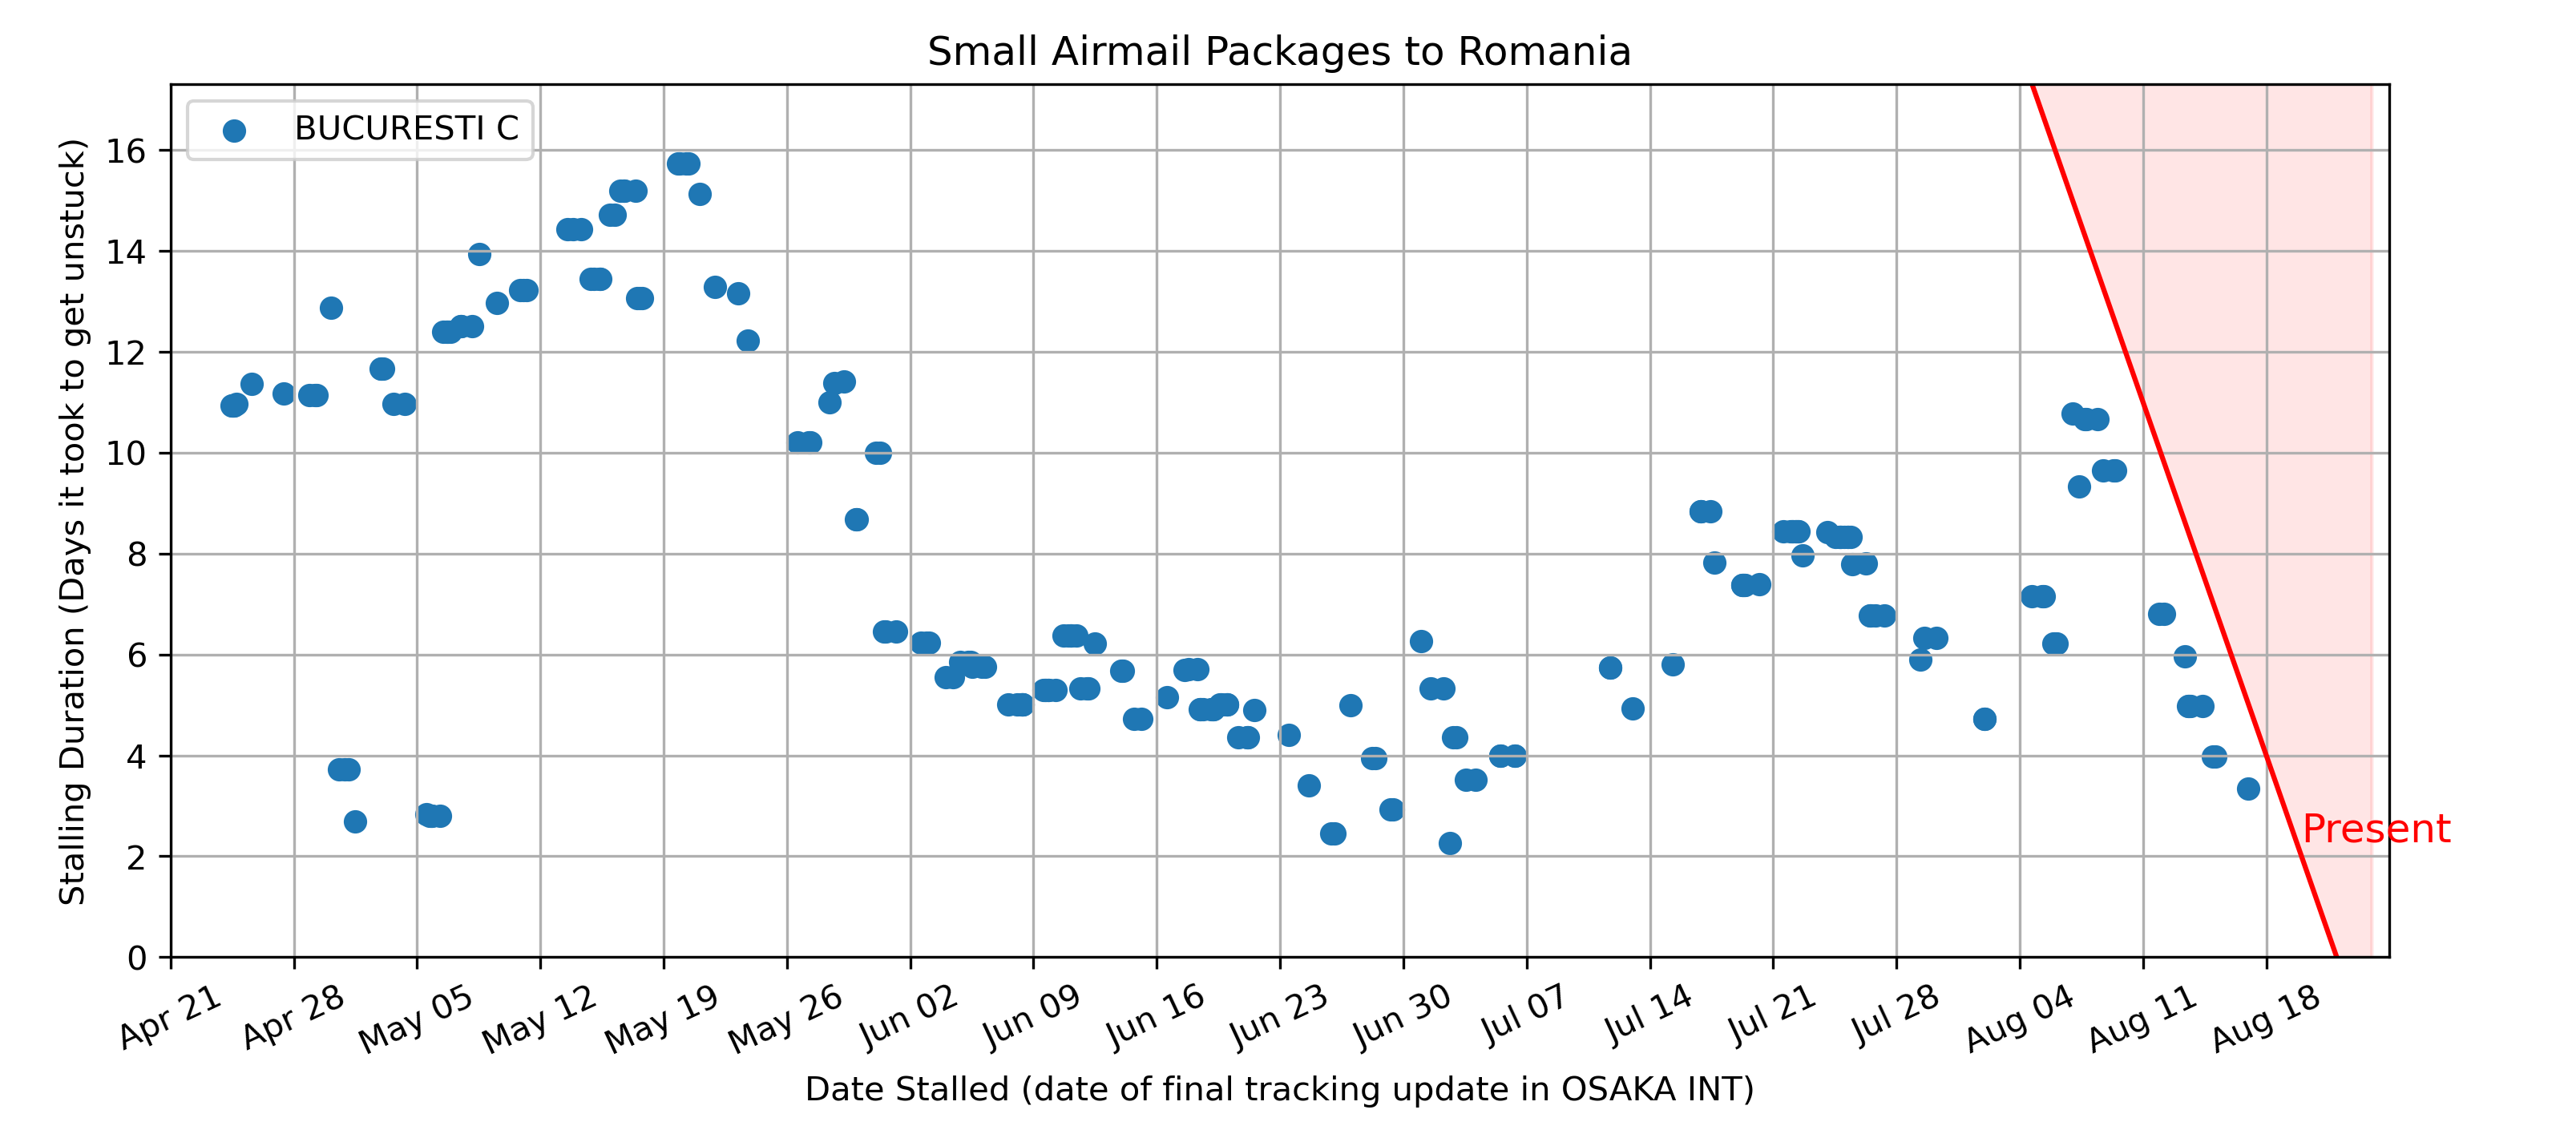 Small Airmail Packages to Romania
BUCURESTI C
Stalling Duration (Days it took to get unstuck)
16
14
12
10
8
6
4
2
0
Present
Apr 21
Apr 28
May 05
May 12
May 19
May 26
Jun 02
Jun 09
Jun 16
Jun 23
Jun 30
Jul 07
Jul 14
Jul 21
Jul 28
Aug 04
Aug 11
Aug 18
Date Stalled (date of final tracking update in OSAKA INT)